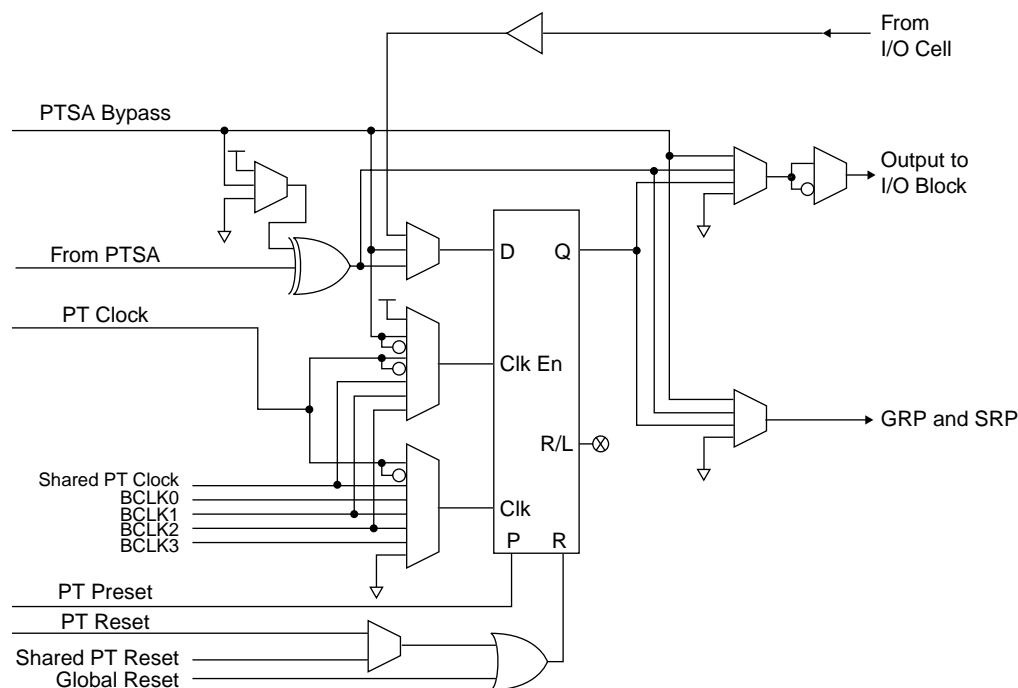 From
I/O Cell
PTSA Bypass
Output to
I/O Block
From PTSA
D
Q
PT Clock
Clk En
GRP and SRP
R/L
Shared PT Clock
BCLK0
BCLK1
BCLK2
BCLK3
Clk
P
R
PT Preset
PT Reset
Shared PT Reset
Global Reset